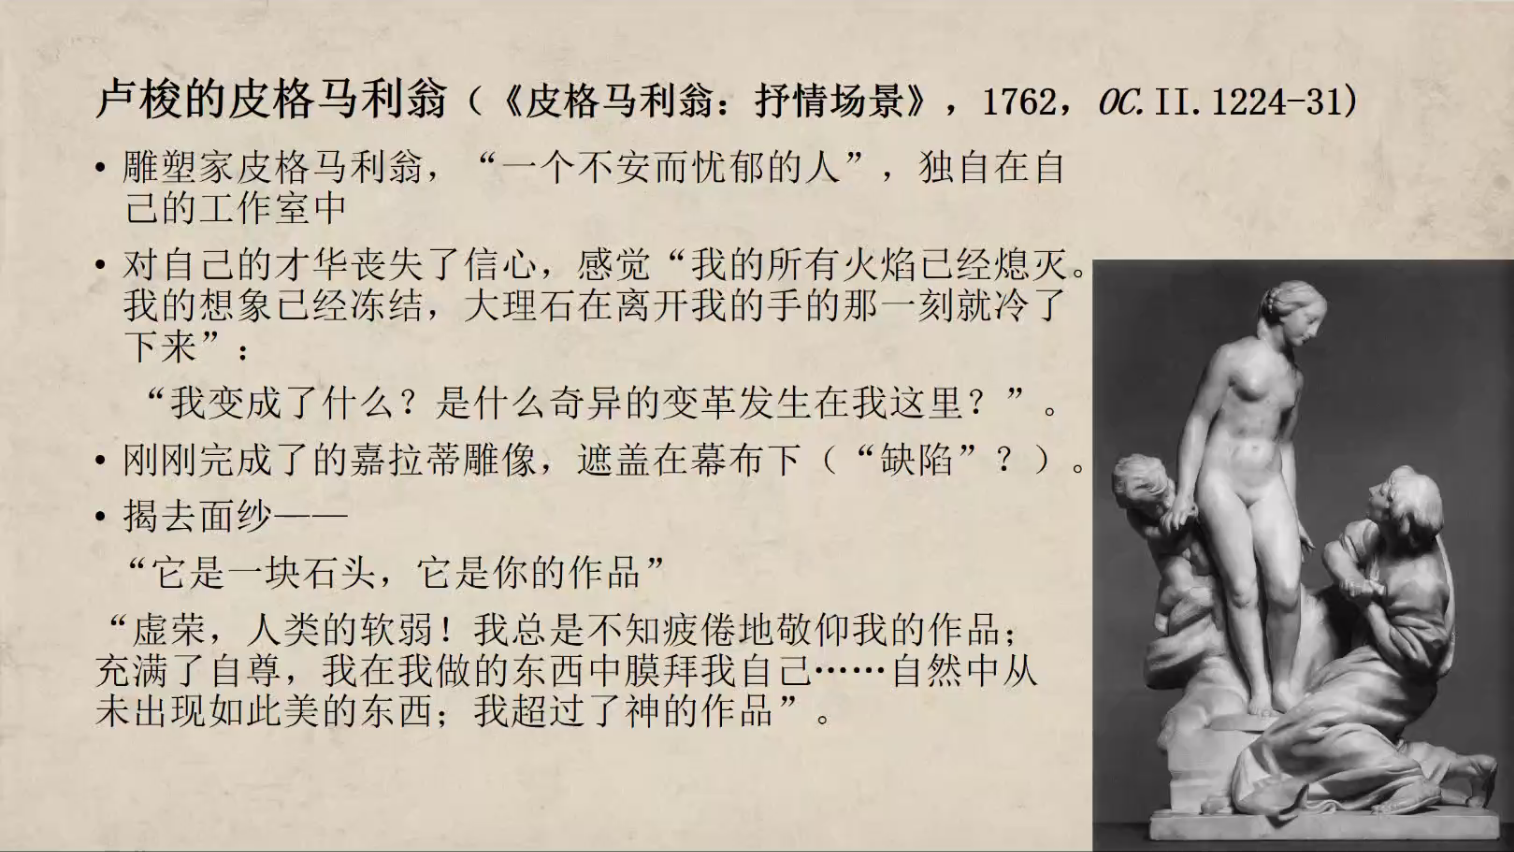 卢梭的皮格马利翁（《皮格马利翁：抒情场景》，1762，OC.II.1224-31)
• 雕塑家皮格马利翁，“一个不安而忧郁的人”，独自在自
己的工作室中
• 对自己的才华丧失了信心，感觉“我的所有火焰已经熄灭。
我的想象已经冻结，大理石在离开我的手的那一刻就冷了
下来”：
“我变成了什么？是什么奇异的变革发生在我这里？”。
• 刚刚完成了的嘉拉蒂雕像，遮盖在幕布下（“缺陷”？）。
• 揭去面纱——
“它是一块石头，它是你的作品”
“虚荣，人类的软弱！我总是不知疲倦地敬仰我的作品；
充满了自尊，我在我做的东西中膜拜我自己……自然中从
未出现如此美的东西；我超过了神的作品”。